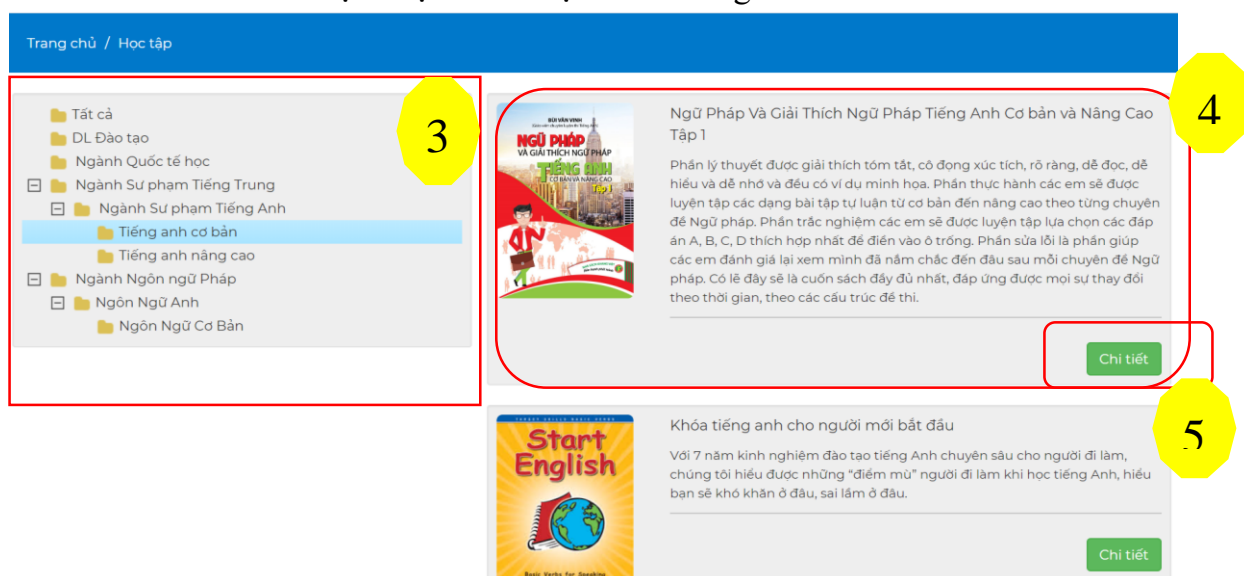 Trang chủ / Học tập
3
4
Tất cả
DL Đào tạo
Ngành Quốc tế học
Ngành Sư phạm Tiếng Trung
Ngành Sư phạm Tiếng Anh
Tiếng anh cơ bản
Tiếng anh nâng cao
Ngành Ngôn ngữ Pháp
Ngôn Ngữ Anh
Ngôn Ngữ Cơ Bản
BÙI VĂN VINH
NGỮ PHÁP
VÀ GIẢI THÍCH NGỮ PHÁP
TIẾNG ANH
CƠ BẢN VÀ NÂNG CAO
Tập 1
Ngữ Pháp Và Giải Thích Ngữ Pháp Tiếng Anh Cơ bản và Nâng Cao
Tập 1
Phần lý thuyết được giải thích tóm tắt, cô đọng xúc tích, rõ ràng, dễ đọc, dễ
hiểu và dễ nhớ và đều có ví dụ minh họa. Phần thực hành các em sẽ được
luyện tập các dạng bài tập tự luận từ cơ bản đến nâng cao theo từng chuyên
đề Ngữ pháp. Phần trắc nghiệm các em sẽ được luyện tập lựa chọn các đáp
án A, B, C, D thích hợp nhất để điền vào ô trống. Phần sửa lỗi là phần giúp
các em đánh giá lại xem mình đã nắm chắc đến đâu sau mỗi chuyên đề Ngữ
pháp. Có lẽ đây sẽ là cuốn sách đầy đủ nhất, đáp ứng được mọi sự thay đổi
theo thời gian, theo các cấu trúc đề thi.
Chi tiết
5
Start
English
Basic Verbs for Speaking
Khóa tiếng anh cho người mới bắt đầu
Với 7 năm kinh nghiệm đào tạo tiếng Anh chuyên sâu cho người đi làm,
chúng tôi hiểu được những “điểm mù” người đi làm khi học tiếng Anh, hiểu
bạn sẽ khó khăn ở đâu, sai lầm ở đâu.
Chi tiết